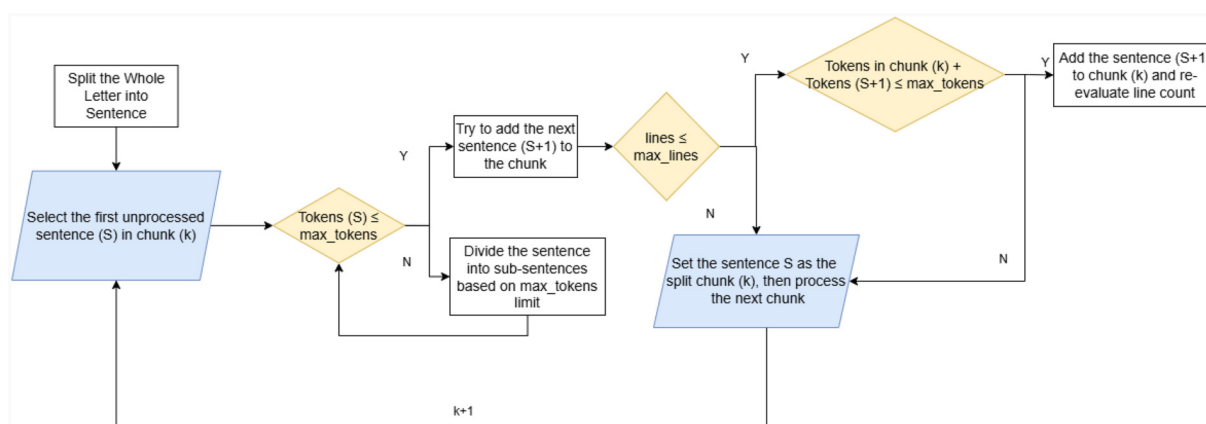 Split the Whole
Letter into
Sentence
Select the first unprocessed
sentence (S) in chunk (k)
Tokens (S) ≤
max_tokens
Y
N
Try to add the next
sentence (S+1) to
the chunk
Divide the sentence
into sub-sentences
based on max_tokens
limit
lines ≤
max_lines
Y
N
Tokens in chunk (k) +
Tokens (S+1) ≤ max_tokens
Y
N
Add the sentence (S+1
to chunk (k) and re-
evaluate line count
Set the sentence S as the
split chunk (k), then process
the next chunk
k+1